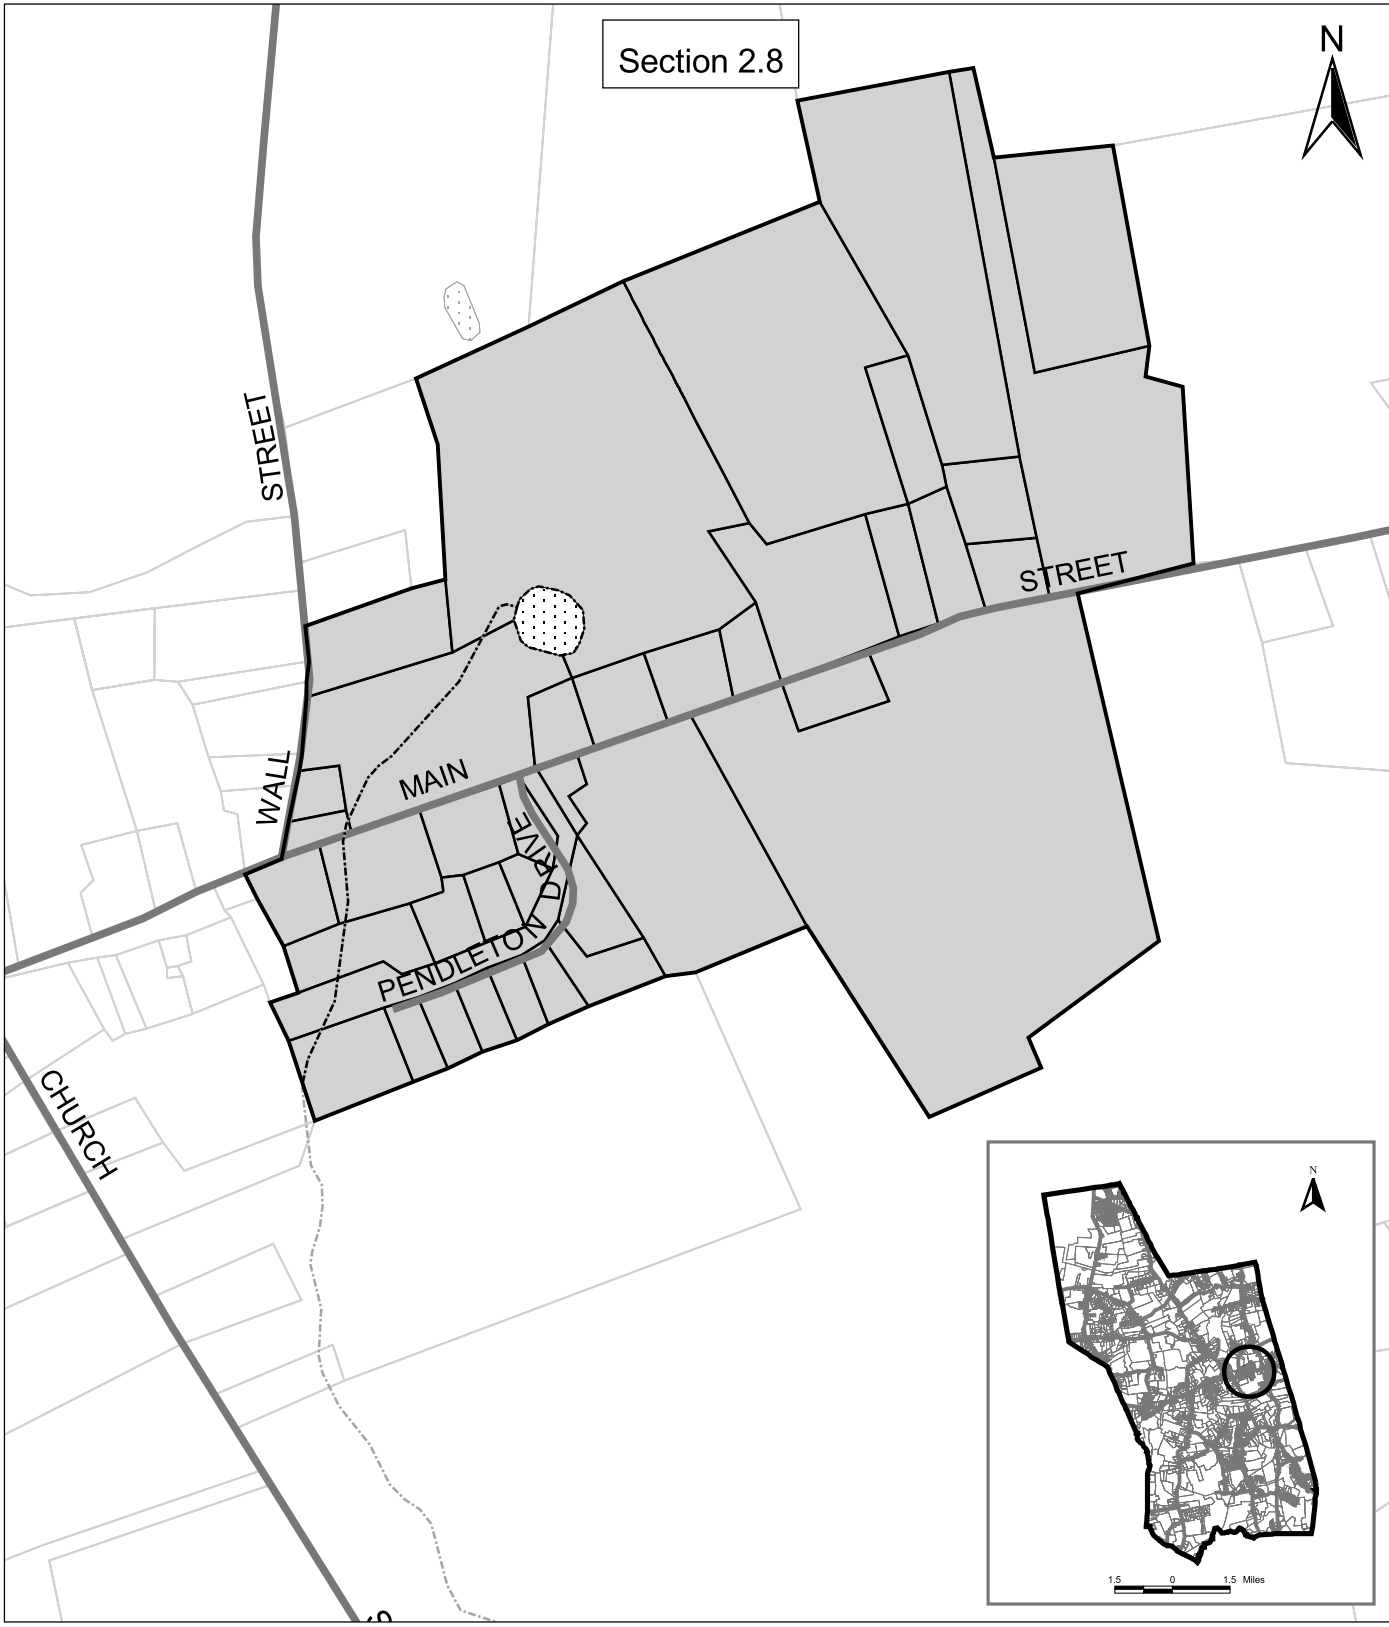 Section 2.8
N
STREET
STREET
WALL
MAIN
PENDLETON DRIVE
CHURCH
S
N
1.5 0 1.5 Miles